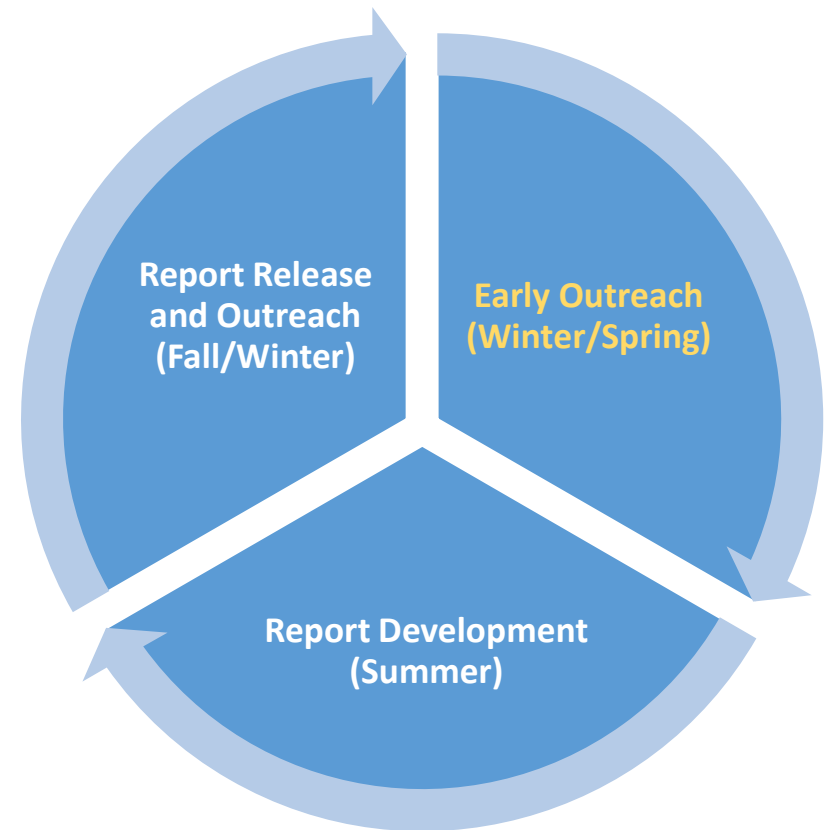 Report Release
and Outreach
(Fall/Winter)
Early Outreach
(Winter/Spring)
Report Development
(Summer)